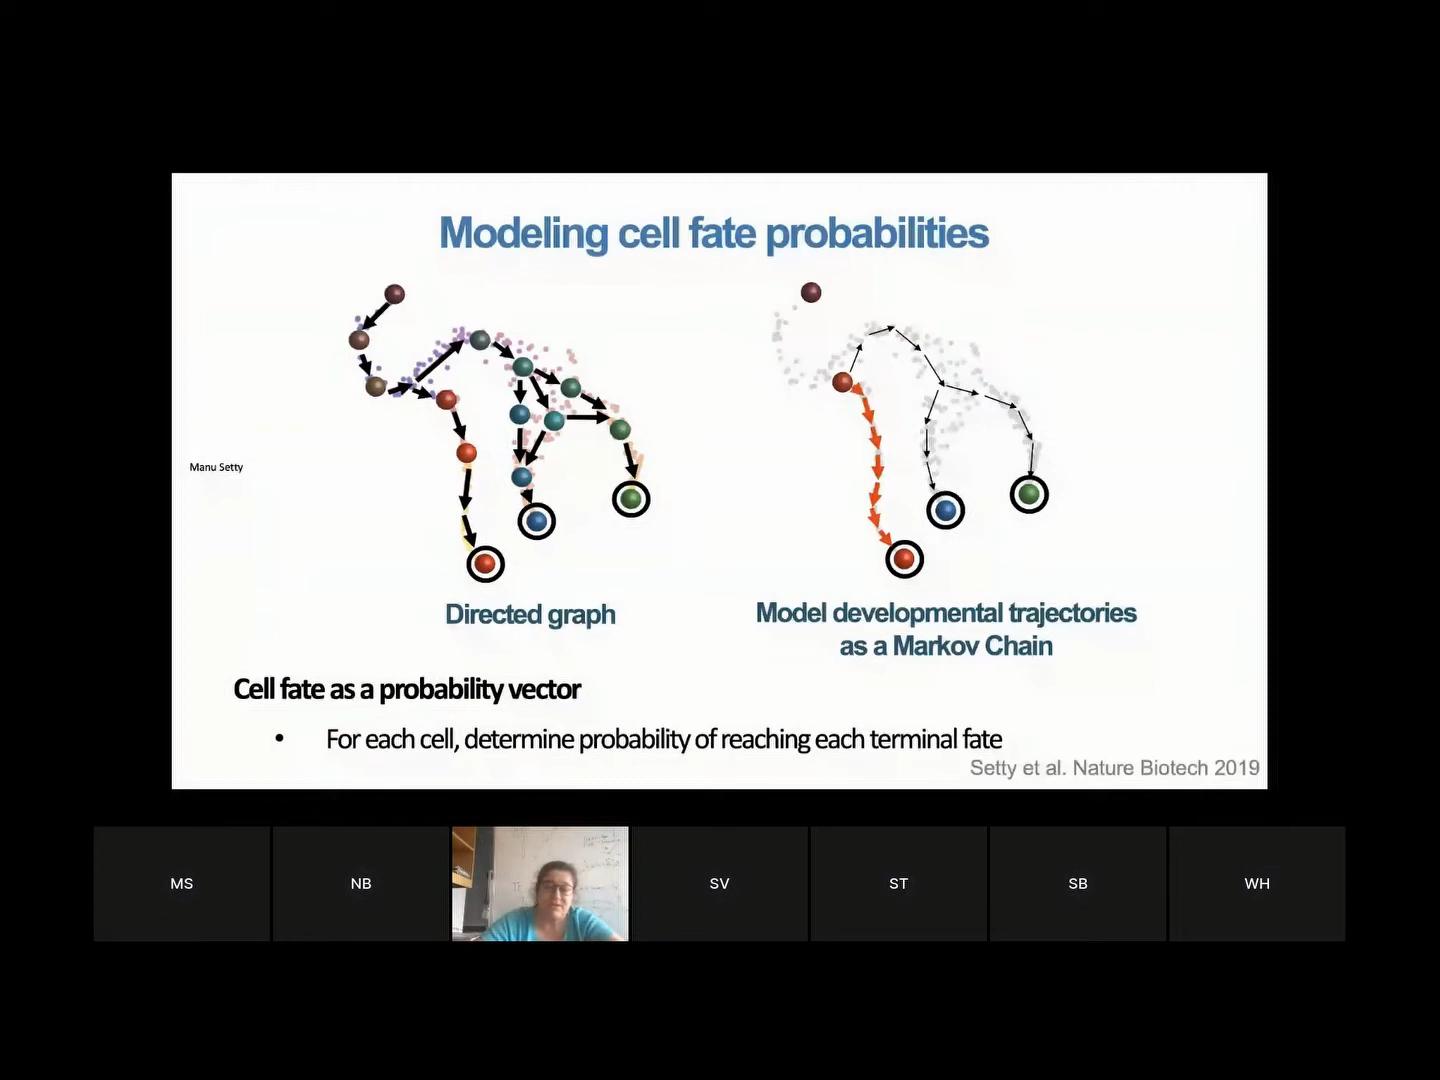 Modeling cell fate probabilities
Manu Setty
Directed graph
Model developmental trajectories
as a Markov Chain
Cell fate as a probability vector
• For each cell, determine probability of reaching each terminal fate
Setty et al. Nature Biotech 2019
MS
NB
SV
ST
SB
WH